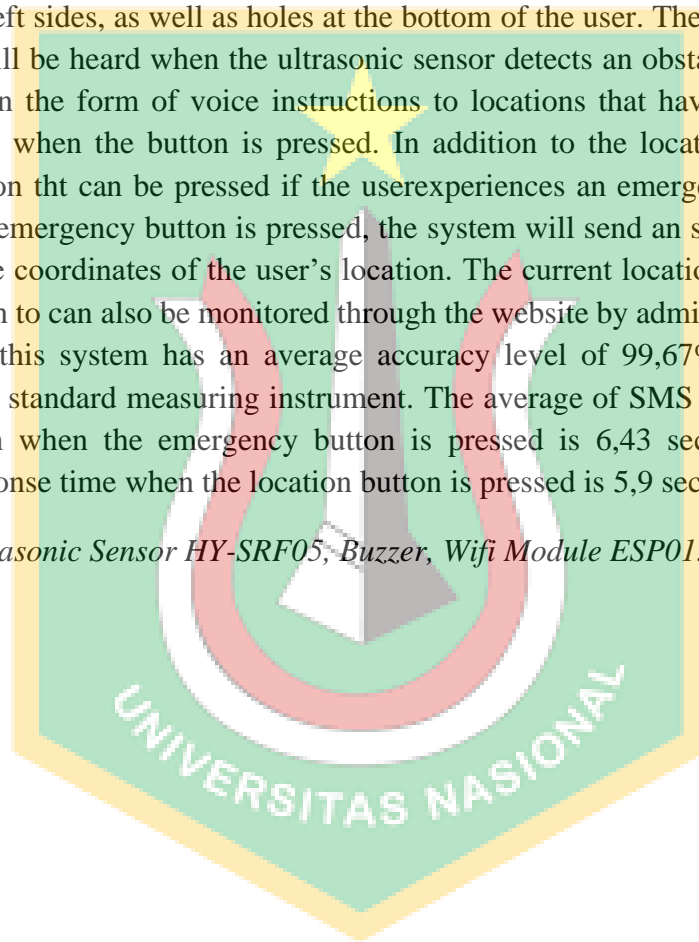 eft sides, as well as holes at the bottom of the user. The
ill be heard when the ultrasonic sensor detects an obsta
n the form of voice instructions to locations that hav
when the button is pressed. In addition to the locat
on tht can be pressed if the userexperiences an emerge
emergency button is pressed, the system will send an s
e coordinates of the user's location. The current locatio
n to can also be monitored through the website by admi
this system has an average accuracy level of 99,67%
standard measuring instrument. The average of SMS
n when the emergency button is pressed is 6,43 sec
onse time when the location button is pressed is 5,9 sec
asonic Sensor HY-SRF05, Buzzer, Wifi Module ESP01
UNIVERSITAS NASIONAL